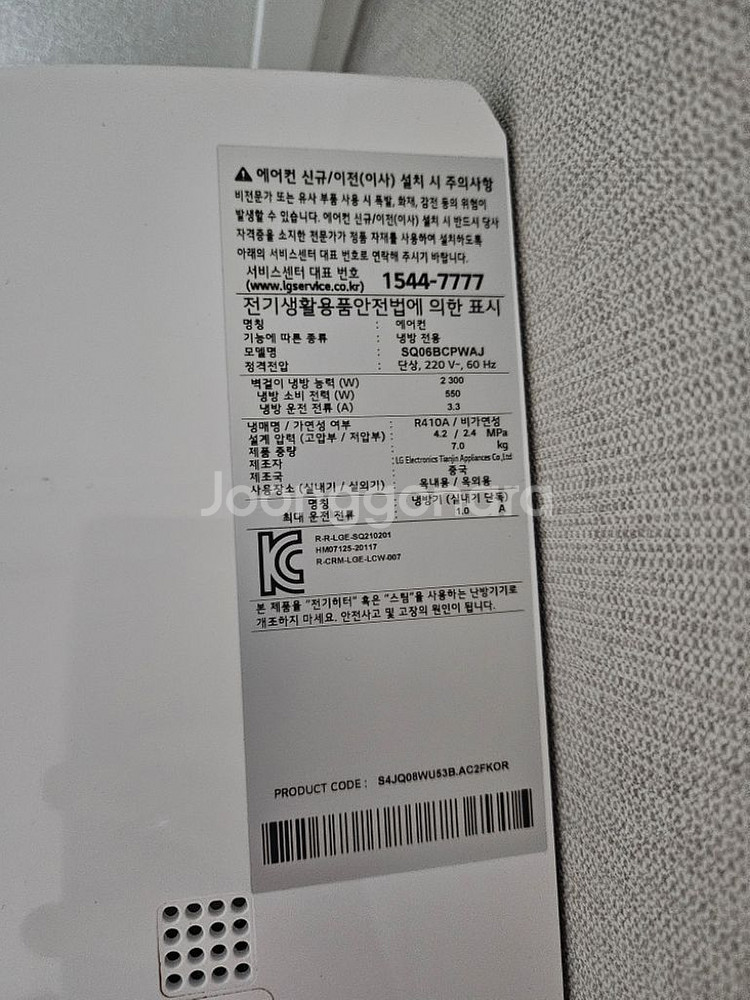 ⚠ 에어컨 신규/이전(이사) 설치 시 주의사항
비전문가 또는 유사 부품 사용 시 폭발, 화재, 감전 등의 위험이
발생할 수 있습니다. 에어컨 신규/이전(이사) 설치 시 반드시 당사
자격증을 소지한 전문가가 정품 자재를 사용하여 설치하도록
아래의 서비스센터 대표 번호로 연락해 주시기 바랍니다.
서비스센터 대표 번호
(www.lgservice.co.kr) 1544-7777
전기생활용품안전법에 의한 표시
명칭 : 에어컨
기능에 따른 종류 : 냉방 전용
모델명 : SQ06BCPWAJ
정격전압 : 단상, 220 V~, 60 Hz
벽걸이 냉방 능력 (W) 2 300
냉방 소비 전력 (W) 550
냉방 운전 전류 (A) 3.3
냉매명 / 가연성 여부 : R410A / 비가연성
설계 압력 (고압부 / 저압부) : 4.2 / 2.4 MPa
제품 중량 : 7.0 kg
제조자 : LG Electronics Tianjin Appliances Co.,Ltd
제조국 : 중국
사용장소 (실내기 / 실외기) : 옥내용 / 옥외용
명칭 : 냉방기 (실내기 단독)
최대 운전 전류 : 1.0 A
Joonggonara
R-R-LGE-SQ210201
HM07125-20117
R-CRM-LGE-LCW-007
본 제품을 "전기히터" 혹은 "스팀"을 사용하는 난방기기로
개조하지 마세요. 안전사고 및 고장의 원인이 됩니다.
PRODUCT CODE : S4JQ08WU53B.AC2FKOR